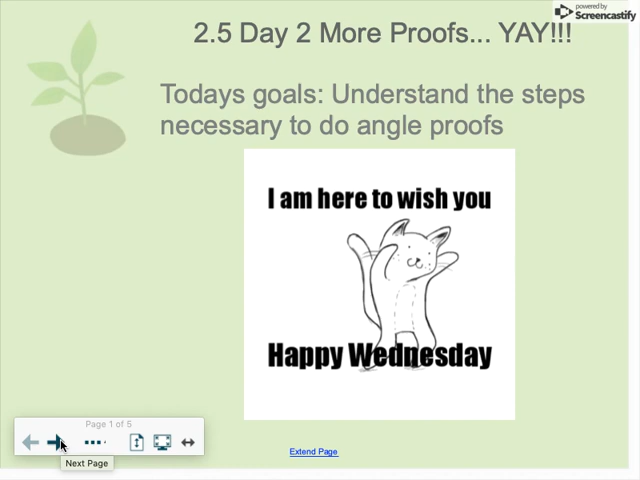 powered by
Screencastify
2.5 Day 2 More Proofs... YAY!!!
Todays goals: Understand the steps
necessary to do angle proofs
I am here to wish you
Happy Wednesday
Page 1 of 5
Next Page
Extend Page